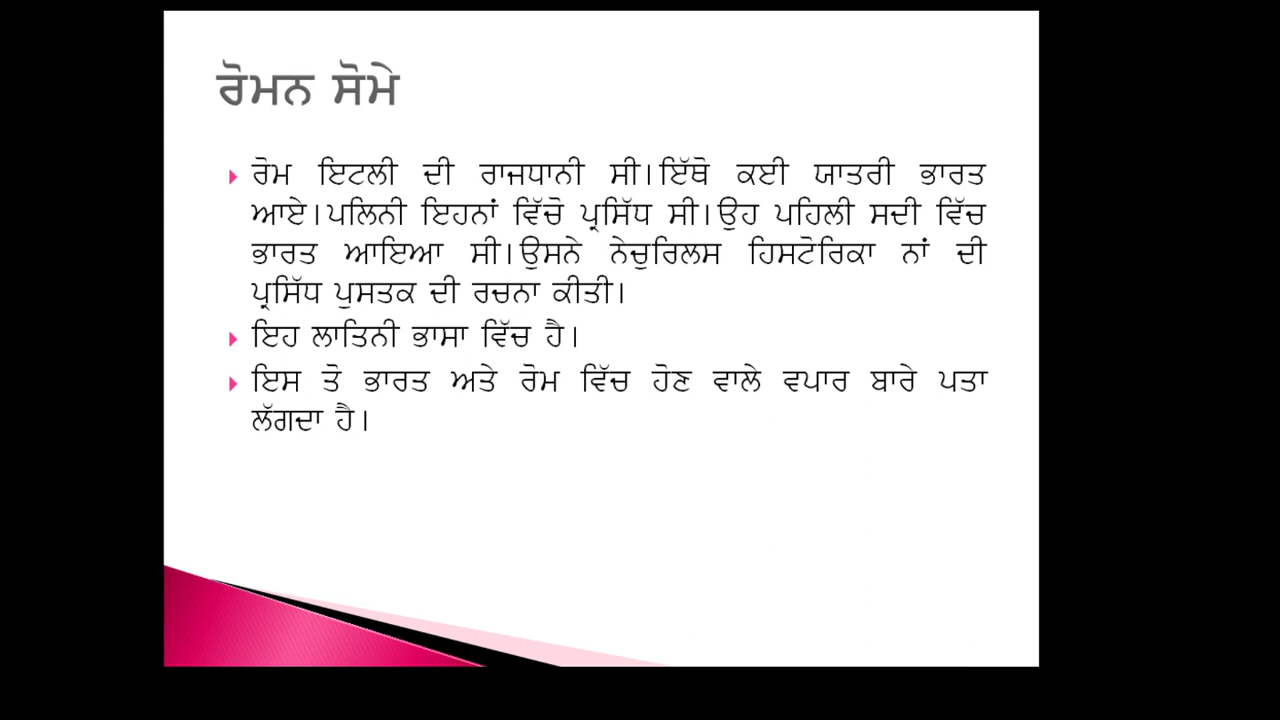 ਰੋਮਨ ਸੋਮੇ
ਰੋਮ ਇਟਲੀ ਦੀ ਰਾਜਧਾਨੀ ਸੀ।ਇੱਥੋ ਕਈ ਯਾਤਰੀ ਭਾਰਤ
ਆਏ।ਪਲਿਨੀ ਇਹਨਾਂ ਵਿੱਚੋ ਪ੍ਰਸਿੱਧ ਸੀ।ਉਹ ਪਹਿਲੀ ਸਦੀ ਵਿੱਚ
ਭਾਰਤ ਆਇਆ ਸੀ।ਉਸਨੇ ਨੇਚੁਰਿਲਸ ਹਿਸਟੋਰਿਕਾ ਨਾਂ ਦੀ
ਪ੍ਰਸਿੱਧ ਪੁਸਤਕ ਦੀ ਰਚਨਾ ਕੀਤੀ।
ਇਹ ਲਾਤਿਨੀ ਭਾਸਾ ਵਿੱਚ ਹੈ।
ਇਸ ਤੋ ਭਾਰਤ ਅਤੇ ਰੋਮ ਵਿੱਚ ਹੋਣ ਵਾਲੇ ਵਪਾਰ ਬਾਰੇ ਪਤਾ
ਲੱਗਦਾ ਹੈ।